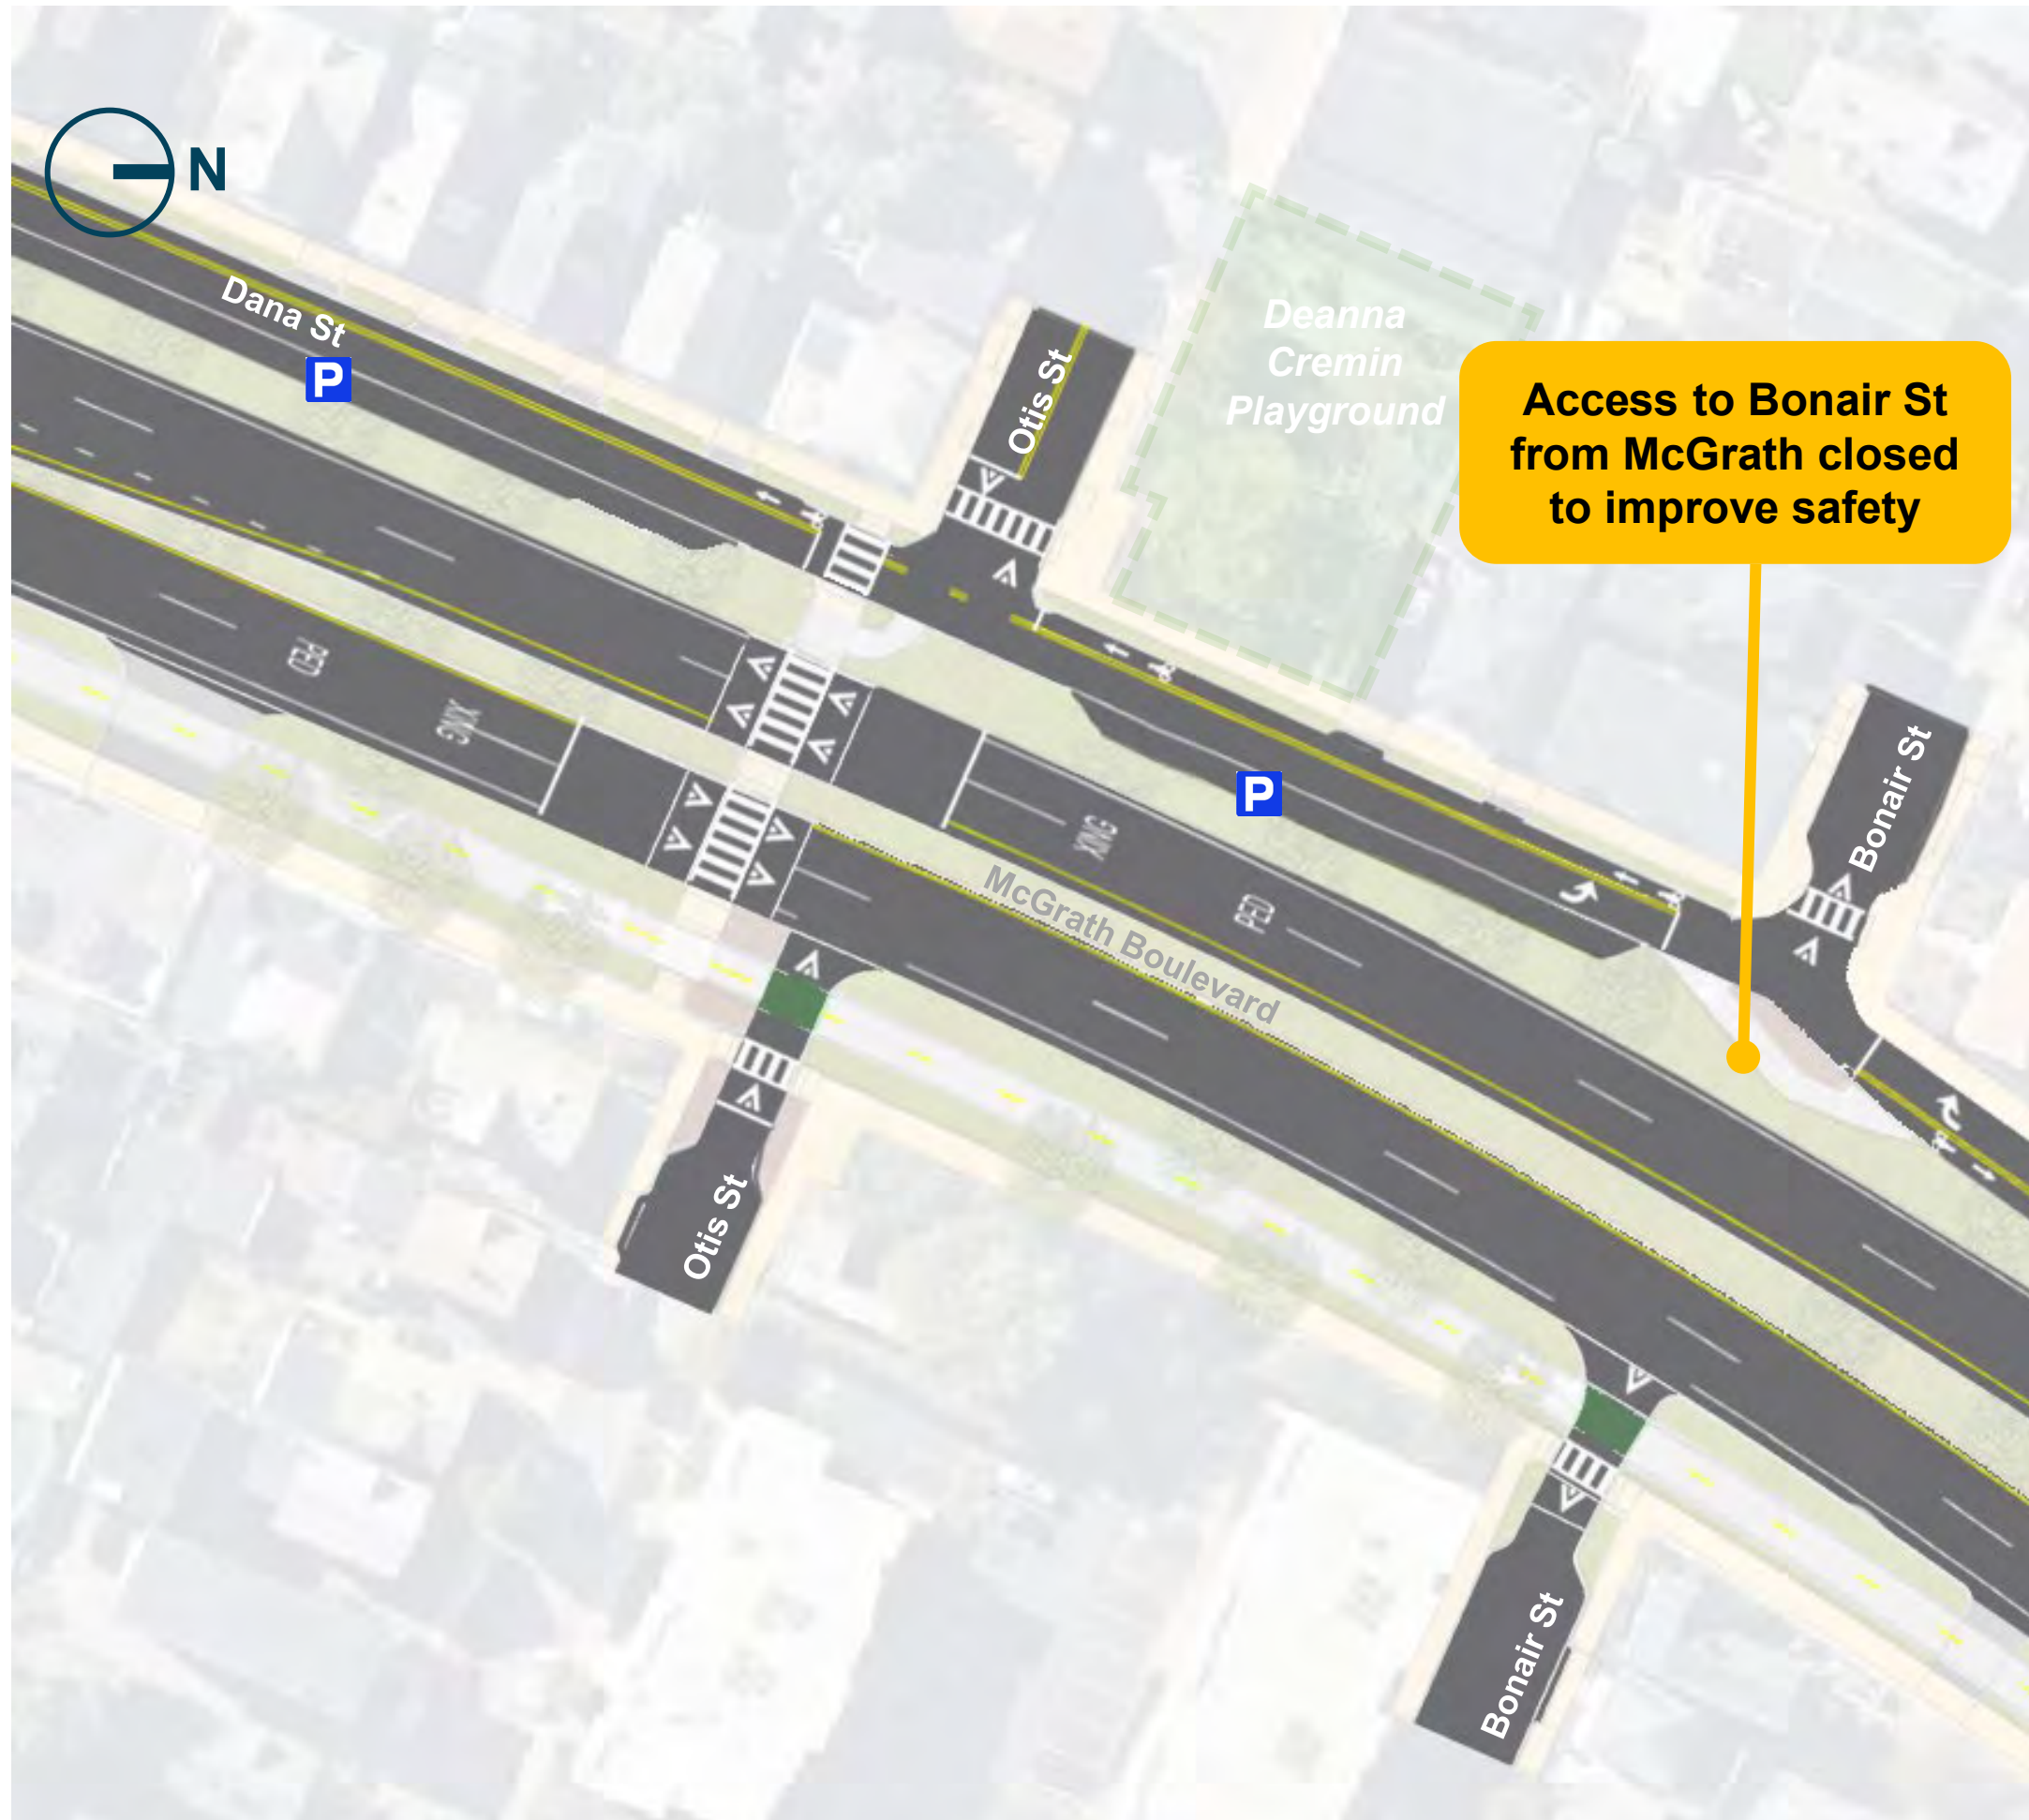 N
Dana St
P
Otis St
Deanna
Cremin
Playground
Access to Bonair St
from McGrath closed
to improve safety
Bonair St
PED
XING
P
XING
PED
McGrath Boulevard
Otis St
Bonair St